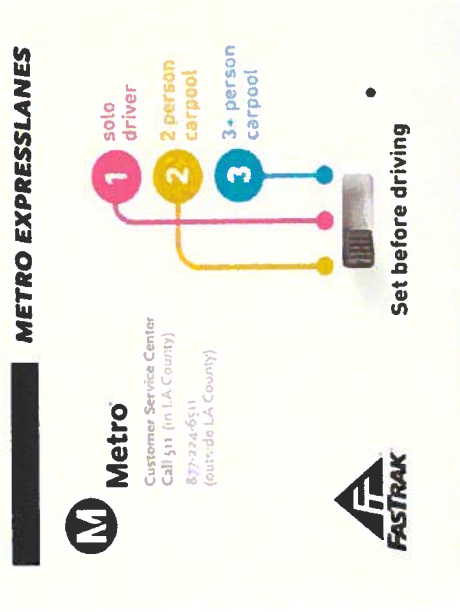 METRO EXPRESSLANES
M
Metro
Customer Service Center
Call 511 (in LA County)
877-224-6511
(outside LA County)
1
solo
driver
2
2 person
carpool
3
3+ person
carpool
FASTRAK
Set before driving